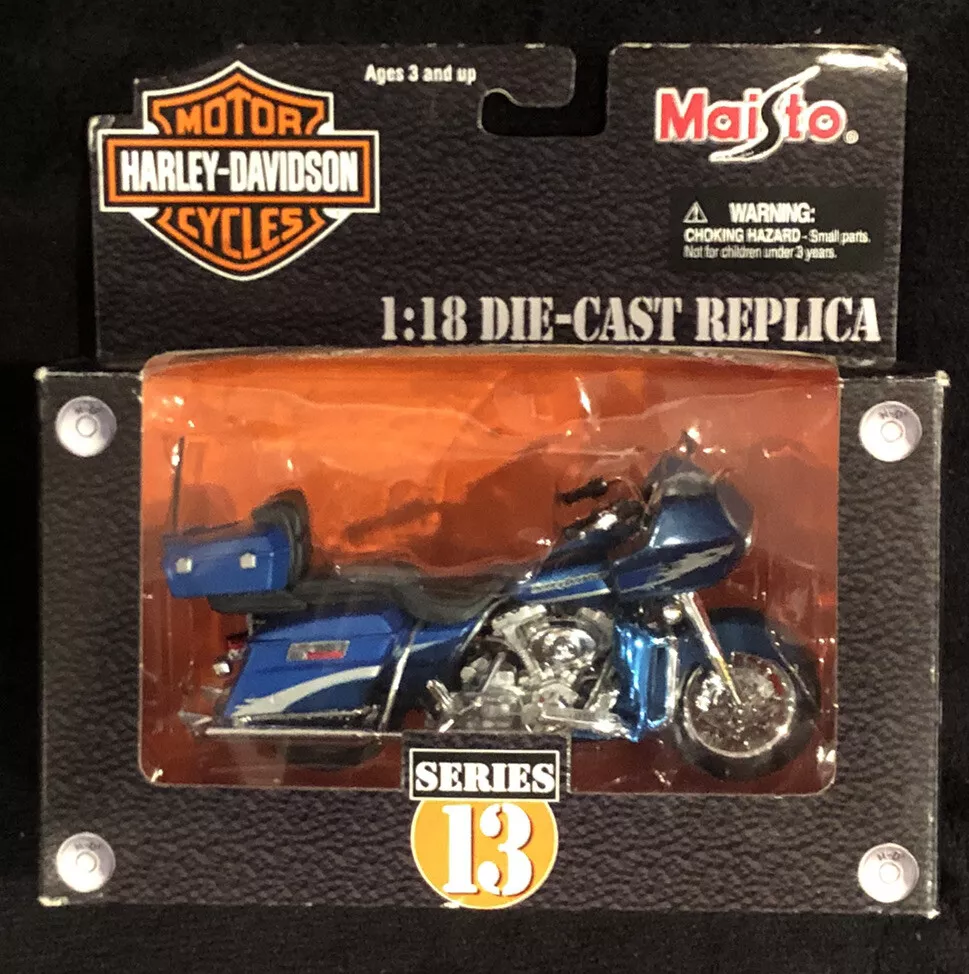 Ages 3 and up
MOTOR
HARLEY-DAVIDSON
CYCLES
Maisto®
WARNING:
CHOKING HAZARD - Small parts.
Not for children under 3 years.
1:18 DIE-CAST REPLICA
H-D
H-D
SERIES
13
H-D
H-D